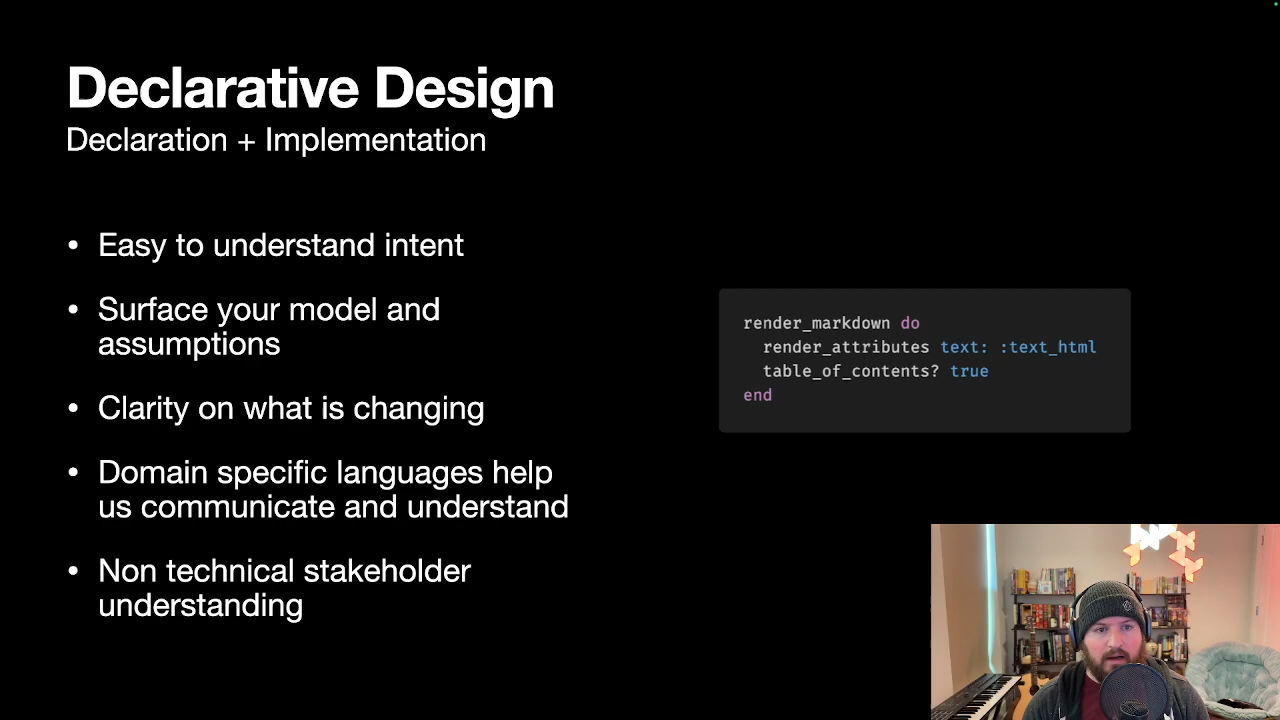 Declarative Design
Declaration + Implementation
• Easy to understand intent
• Surface your model and
assumptions
• Clarity on what is changing
• Domain specific languages help
us communicate and understand
• Non technical stakeholder
understanding
render_markdown do
  render_attributes text: :text_html
  table_of_contents? true
end